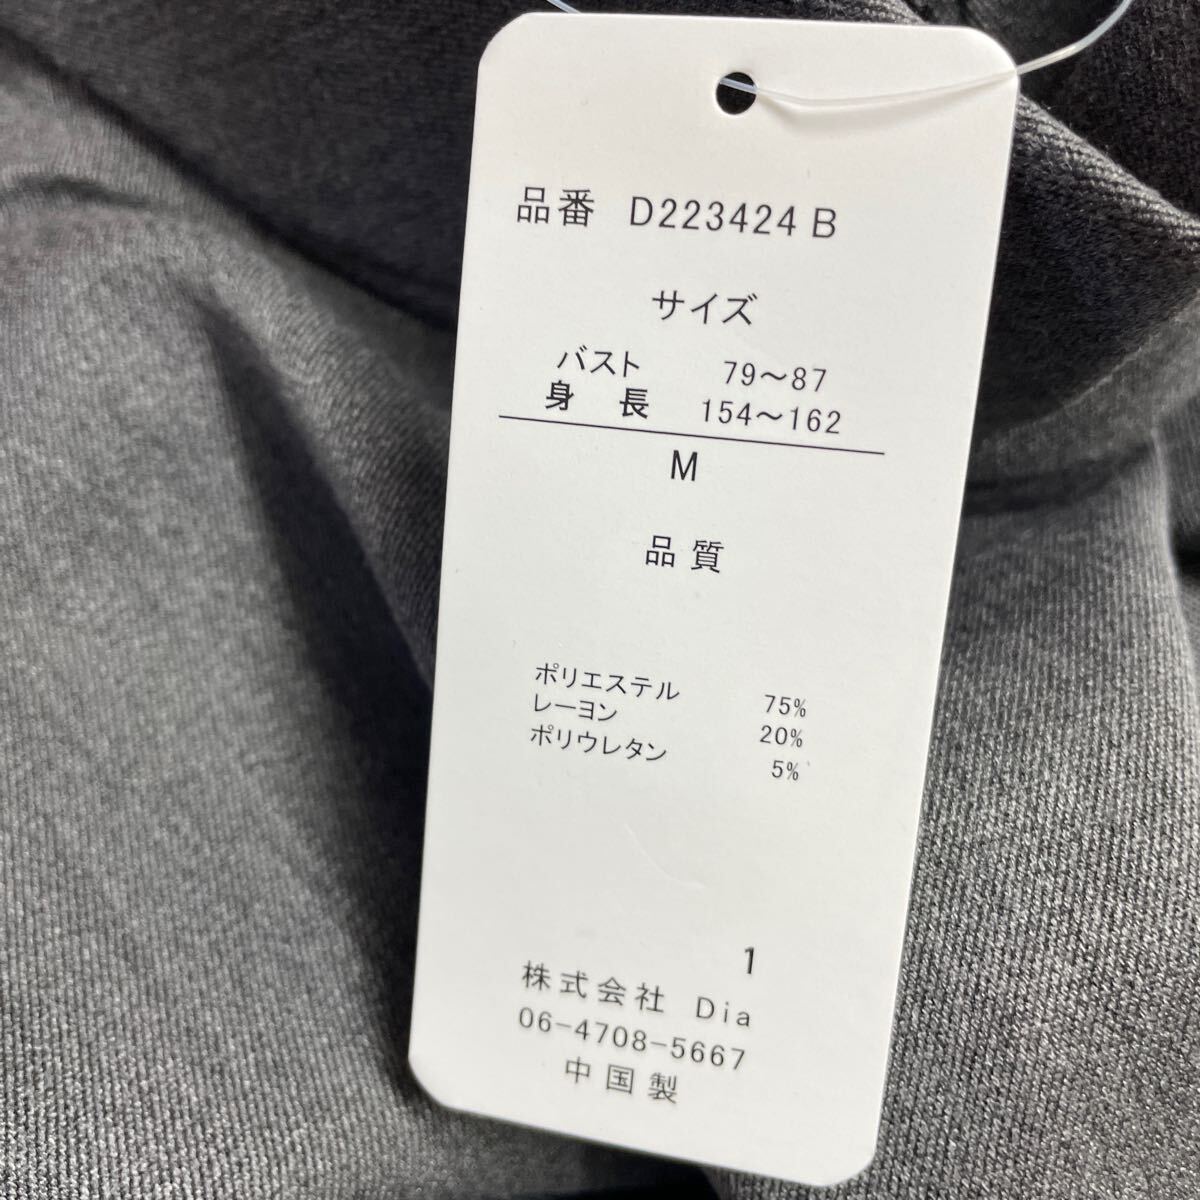 品番 D223424B
サイズ
バスト 79～87
身長 154～162
M
品質
ポリエステル 75%
レーヨン 20%
ポリウレタン 5%
1
株式会社 Dia
06-4708-5667
中国製